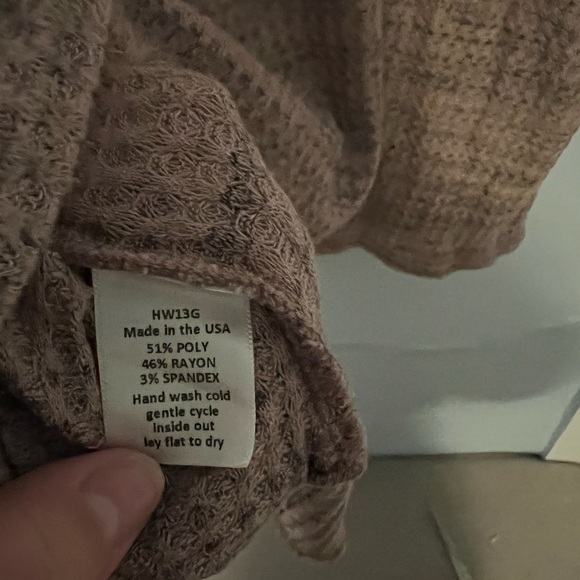 HW13G
Made in the USA
51% POLY
46% RAYON
3% SPANDEX
Hand wash cold
gentle cycle
Inside out
lay flat to dry